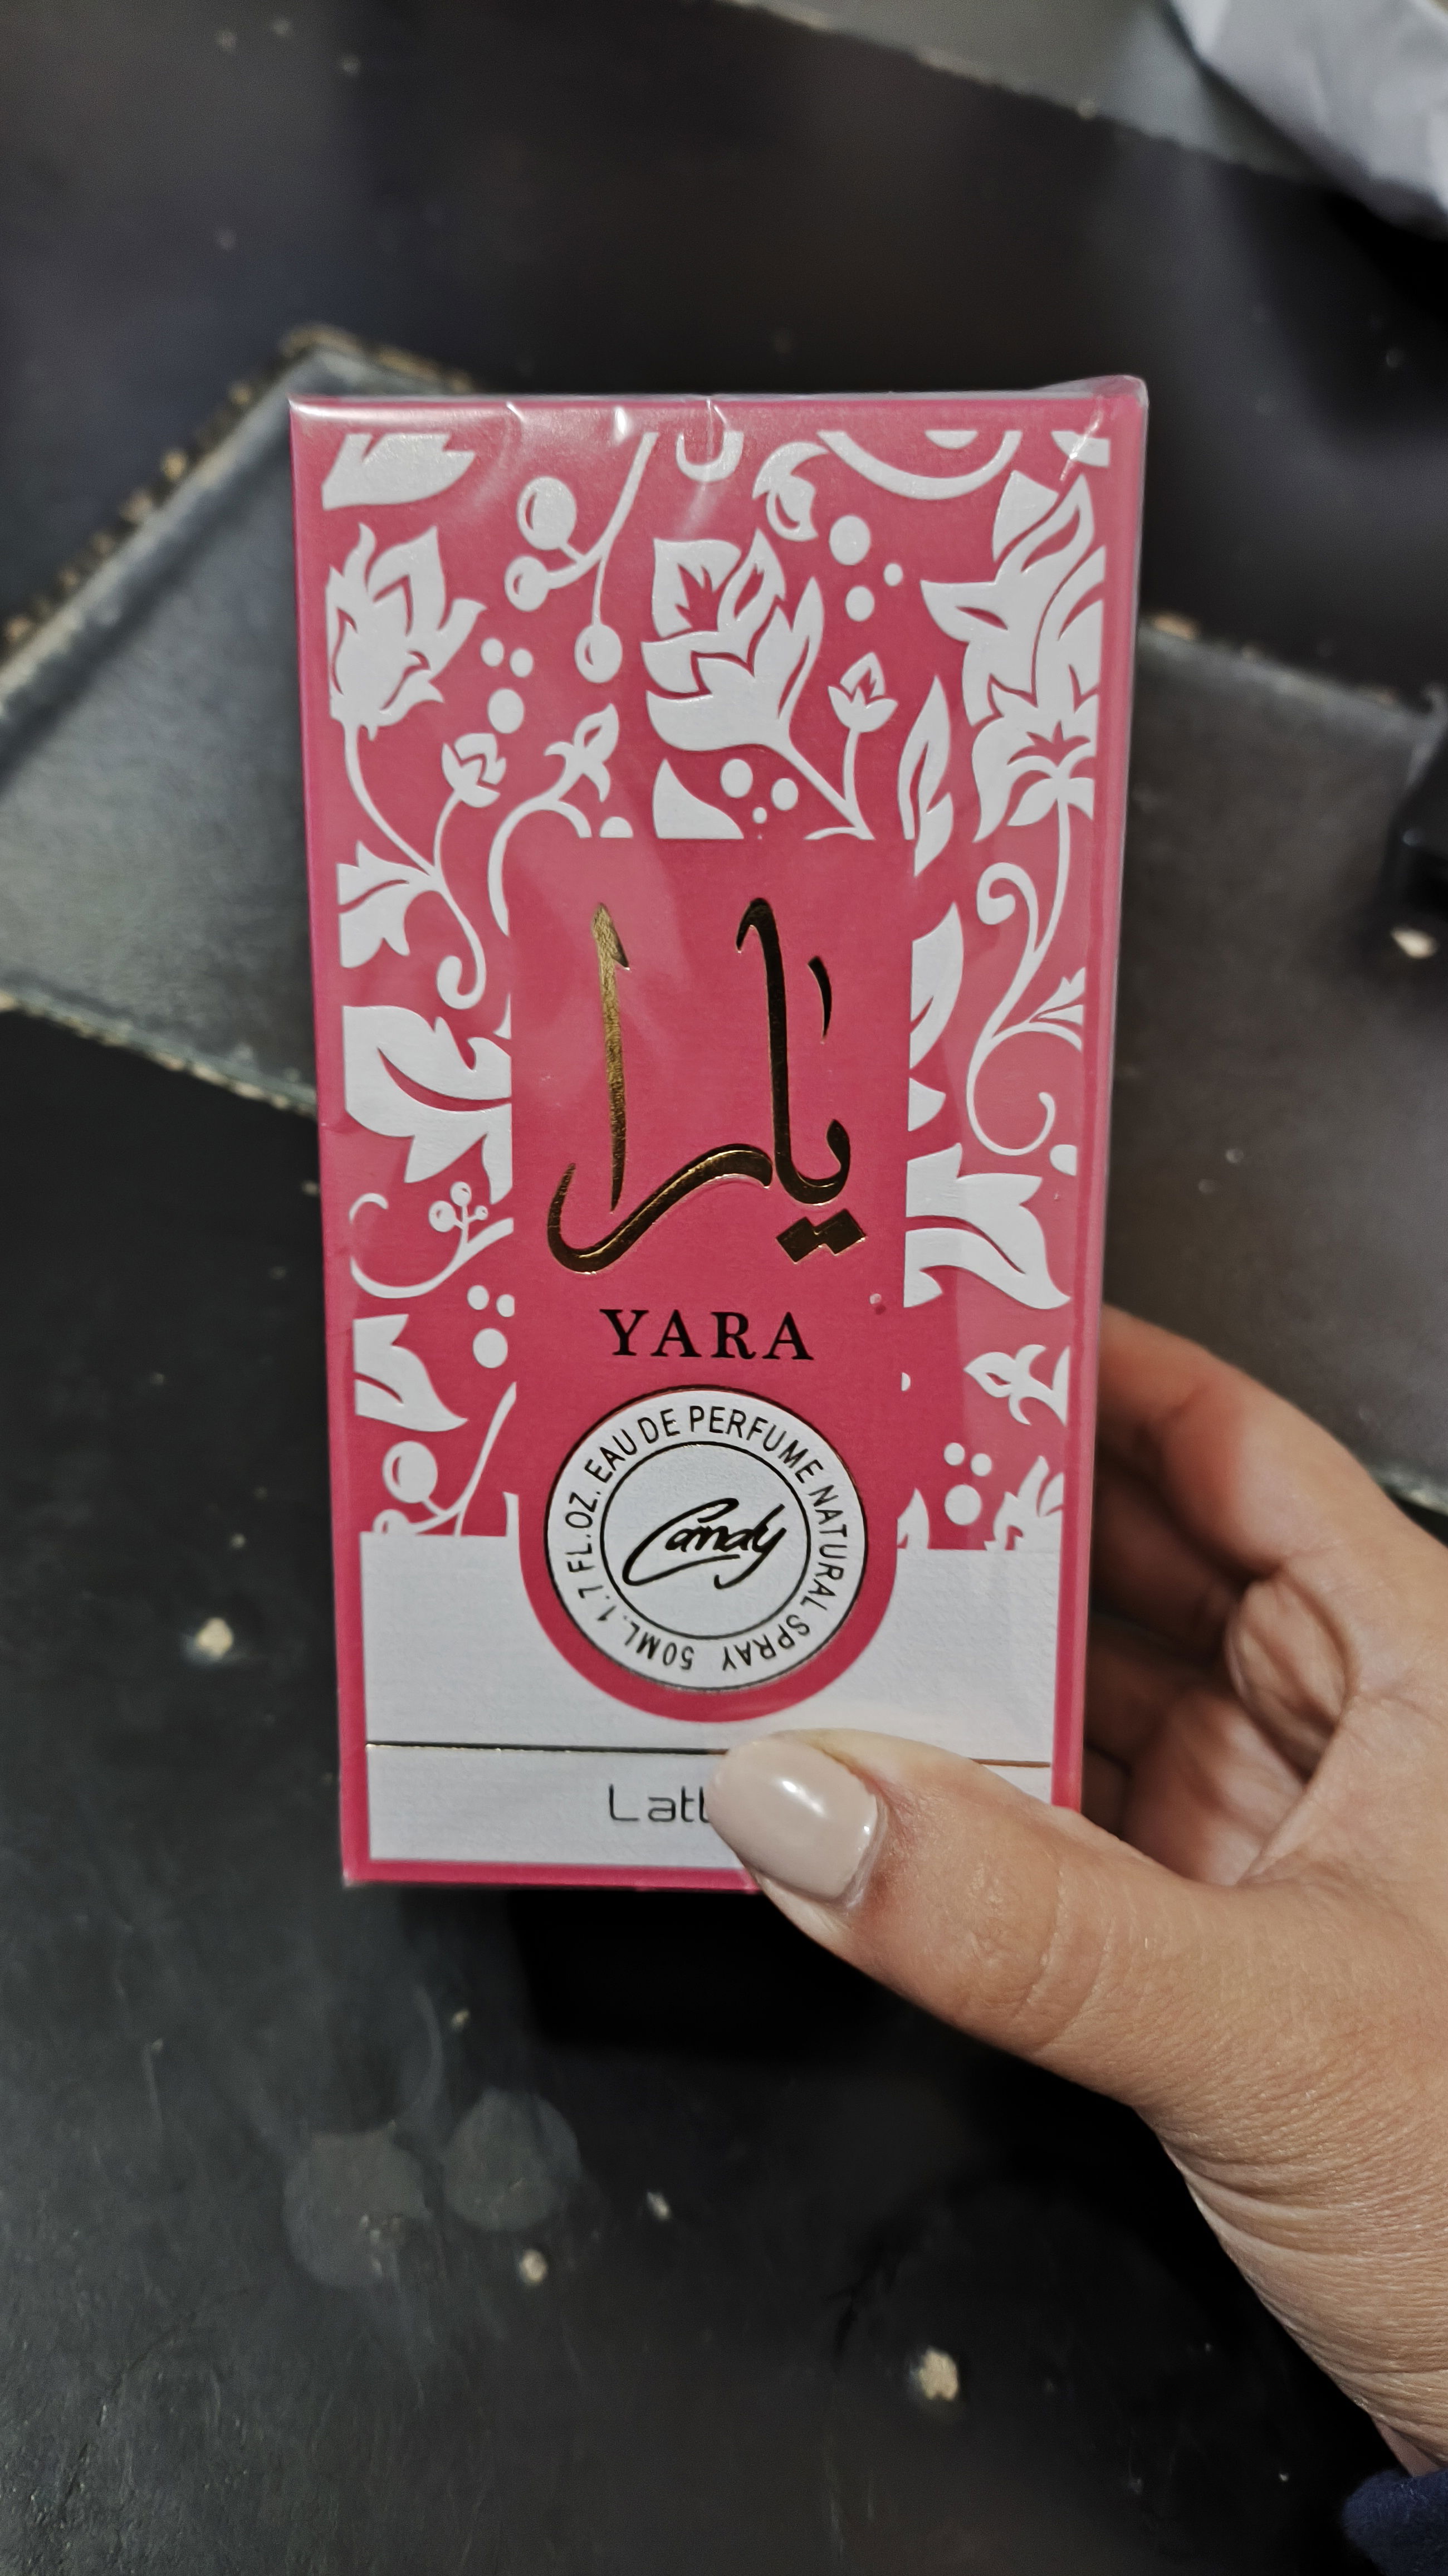 يارا
YARA
50ML. 1.7 FL.OZ. EAU DE PERFUME NATURAL SPRAY
Candy